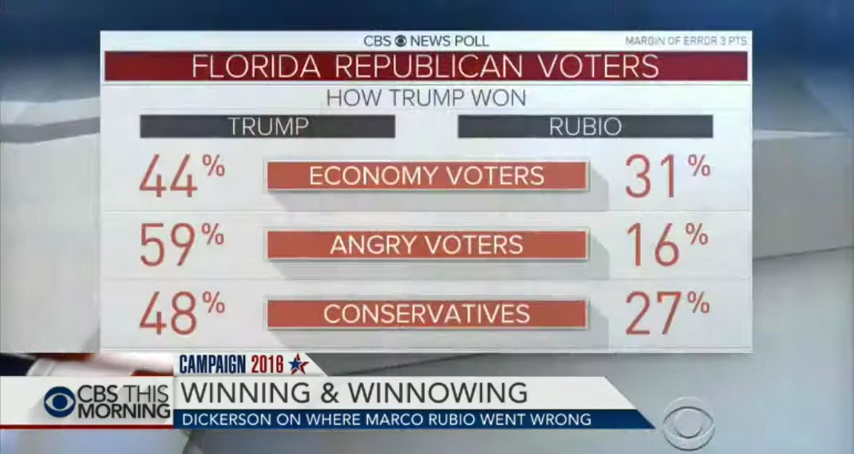 CBS NEWS POLL
MARGIN OF ERROR 3 PTS
FLORIDA REPUBLICAN VOTERS
HOW TRUMP WON
TRUMP RUBIO
44% ECONOMY VOTERS 31%
59% ANGRY VOTERS 16%
48% CONSERVATIVES 27%
CAMPAIGN 2016
CBS THIS MORNING
WINNING & WINNOWING
DICKERSON ON WHERE MARCO RUBIO WENT WRONG